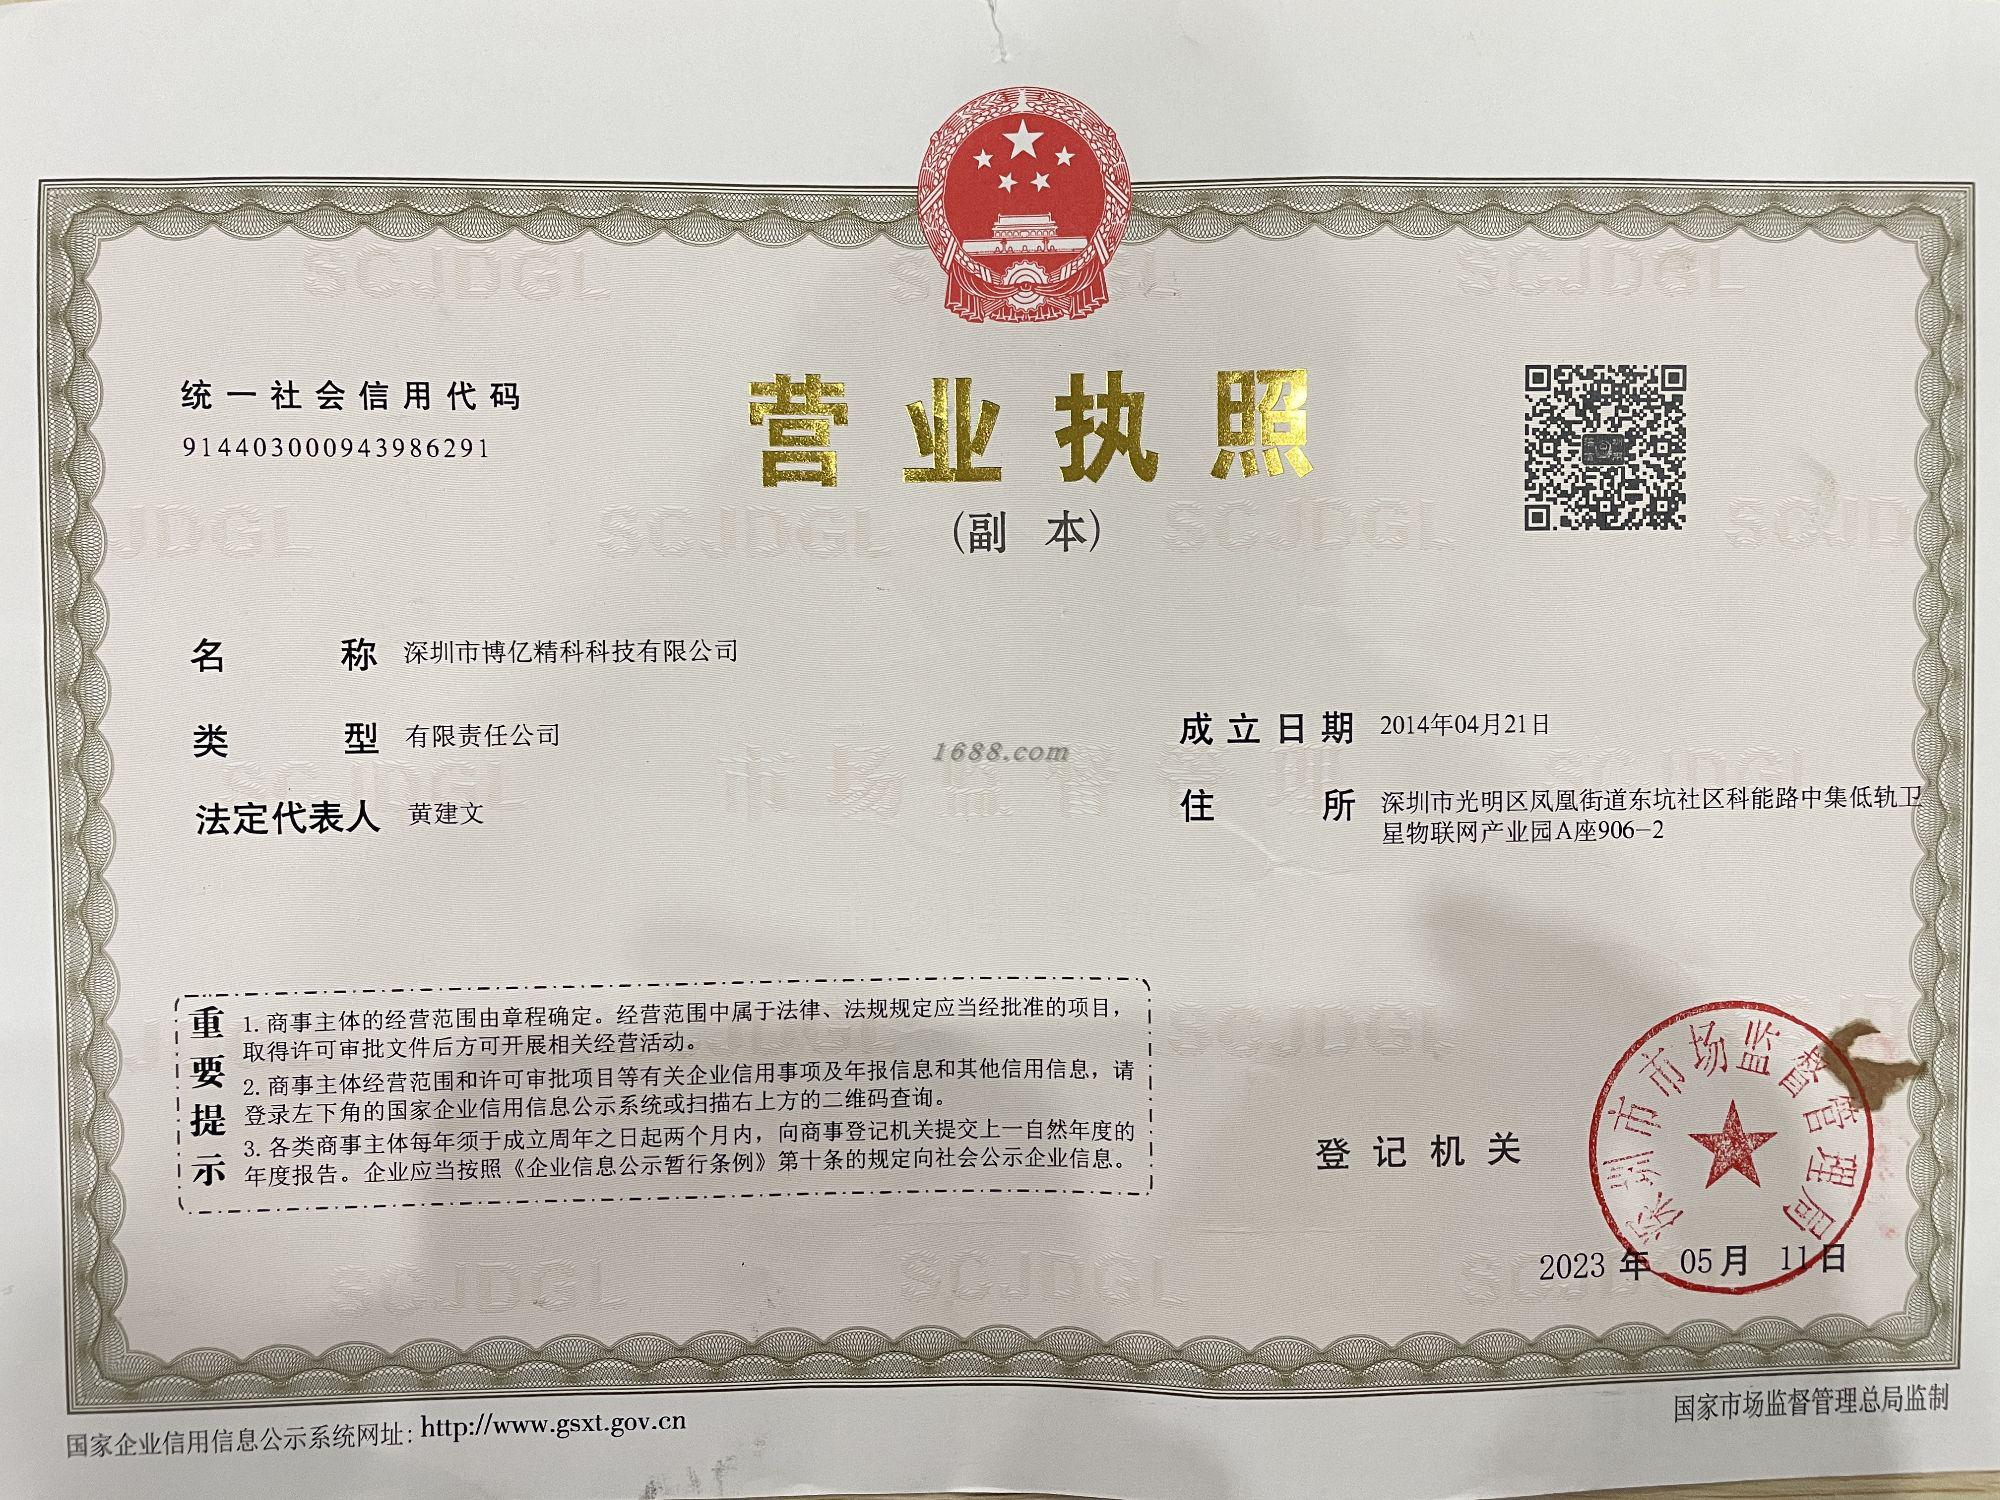 统一社会信用代码
914403000943986291
营业执照
(副 本)
名 称 深圳市博亿精科科技有限公司
类 型 有限责任公司
法定代表人 黄建文
成立日期 2014年04月21日
住 所 深圳市光明区凤凰街道东坑社区科能路中集低轨卫
星物联网产业园A座906-2
1688.com
重要提示
1. 商事主体的经营范围由章程确定。经营范围中属于法律、法规规定应当经批准的项目，
取得许可审批文件后方可开展相关经营活动。
2. 商事主体经营范围和许可审批项目等有关企业信用事项及年报信息和其他信用信息，请
登录左下角的国家企业信用信息公示系统或扫描右上方的二维码查询。
3. 各类商事主体每年须于成立周年之日起两个月内，向商事登记机关提交上一自然年度的
年度报告。企业应当按照《企业信息公示暂行条例》第十条的规定向社会公示企业信息。
登记机关
深圳市市场监督管理局
2023 年 05月 11日
国家企业信用信息公示系统网址: http://www.gsxt.gov.cn
国家市场监督管理总局监制